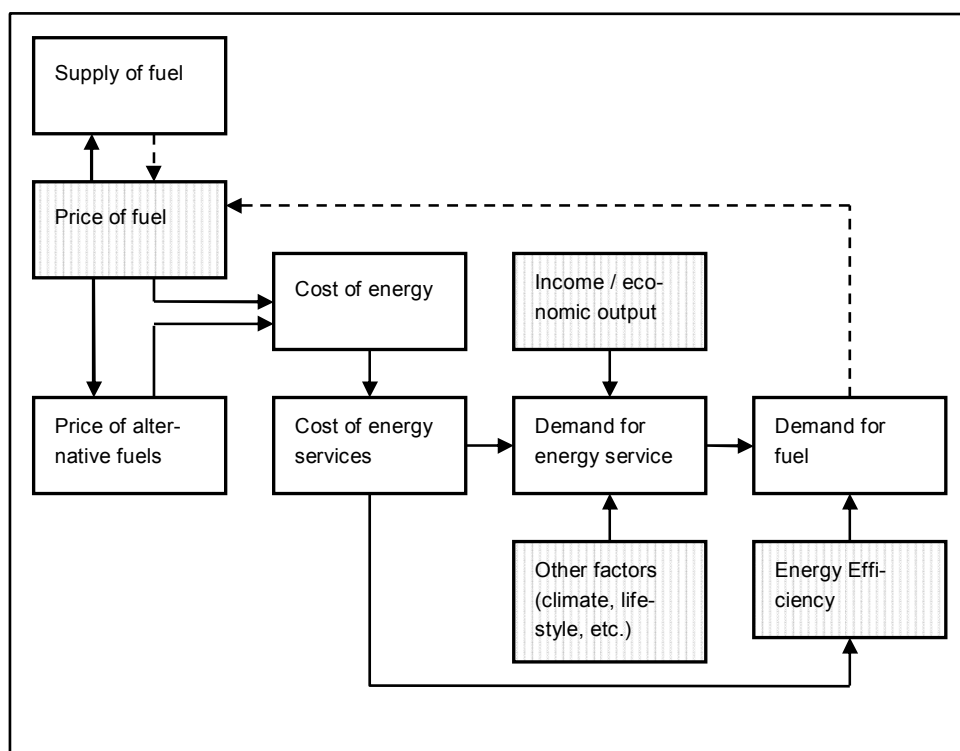 Supply of fuel
Price of fuel
Cost of energy
Income / eco-
nomic output
Price of alter-
native fuels
Cost of energy
services
Demand for
energy service
Demand for
fuel
Other factors
(climate, life-
style, etc.)
Energy Effi-
ciency